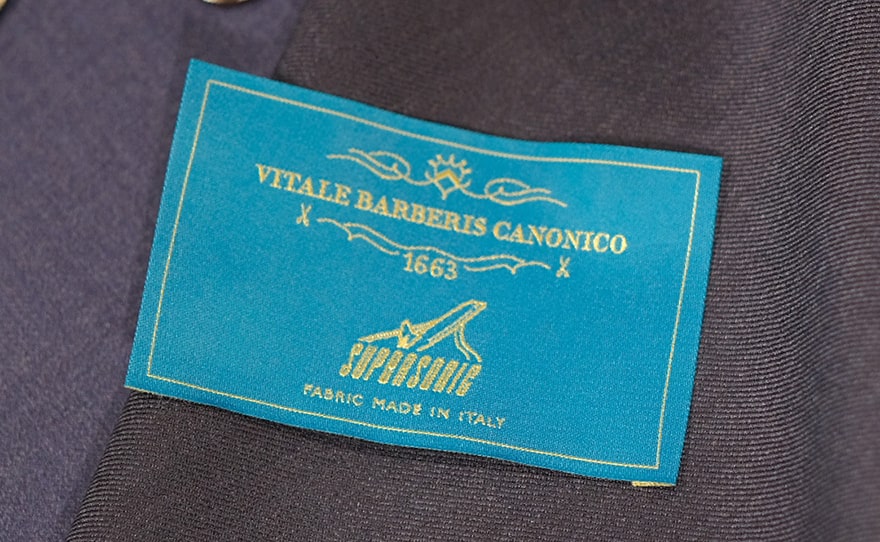 VITALE BARBERIS CANONICO
1663
SUPERSONIC
FABRIC MADE IN ITALY